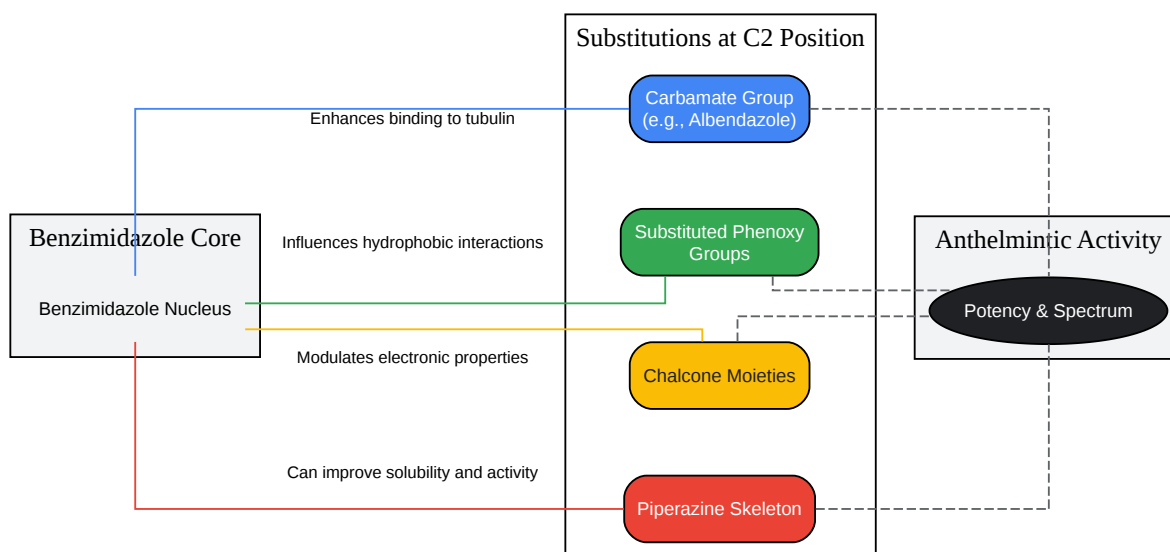 Substitutions at C2 Position
Carbamate Group
(e.g., Albendazole)
Enhances binding to tubulin
Benzimidazole Core
Influences hydrophobic interactions
Substituted Phenoxy
Groups
Anthelmintic Activity
Benzimidazole Nucleus
Potency & Spectrum
Modulates electronic properties
Chalcone Moieties
Can improve solubility and activity
Piperazine Skeleton